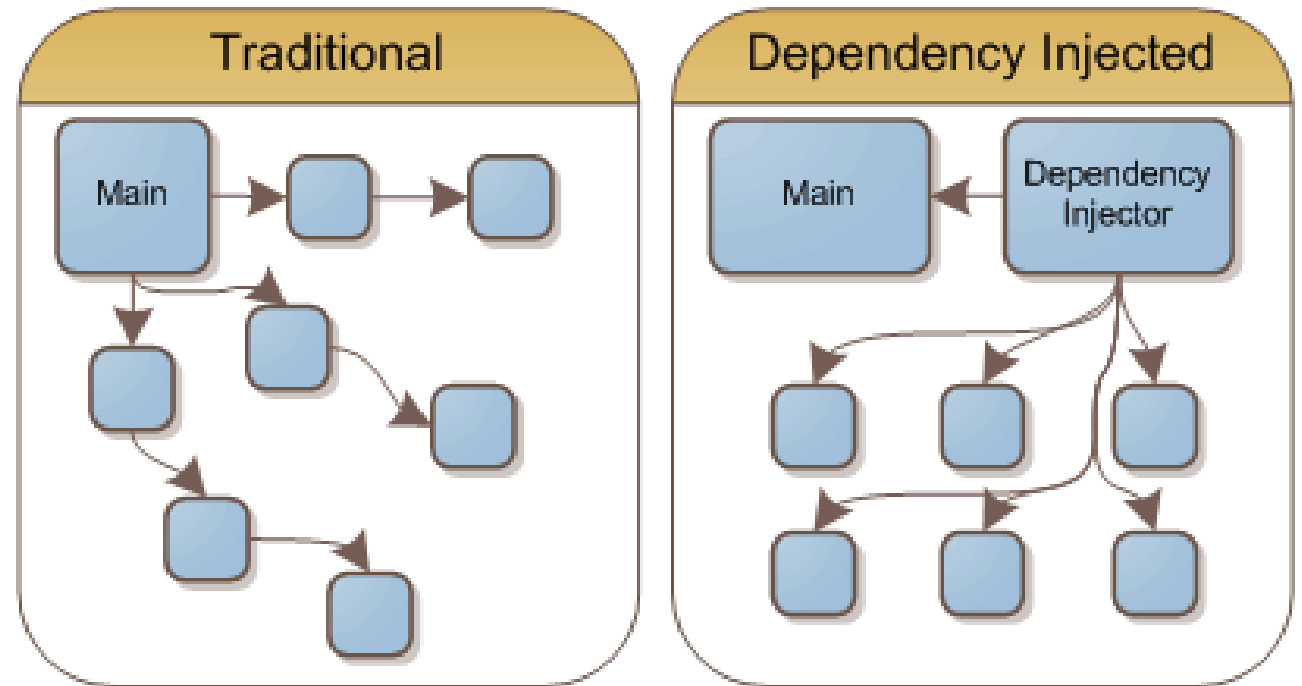 Traditional
Main
Dependency Injected
Main
Dependency
Injector